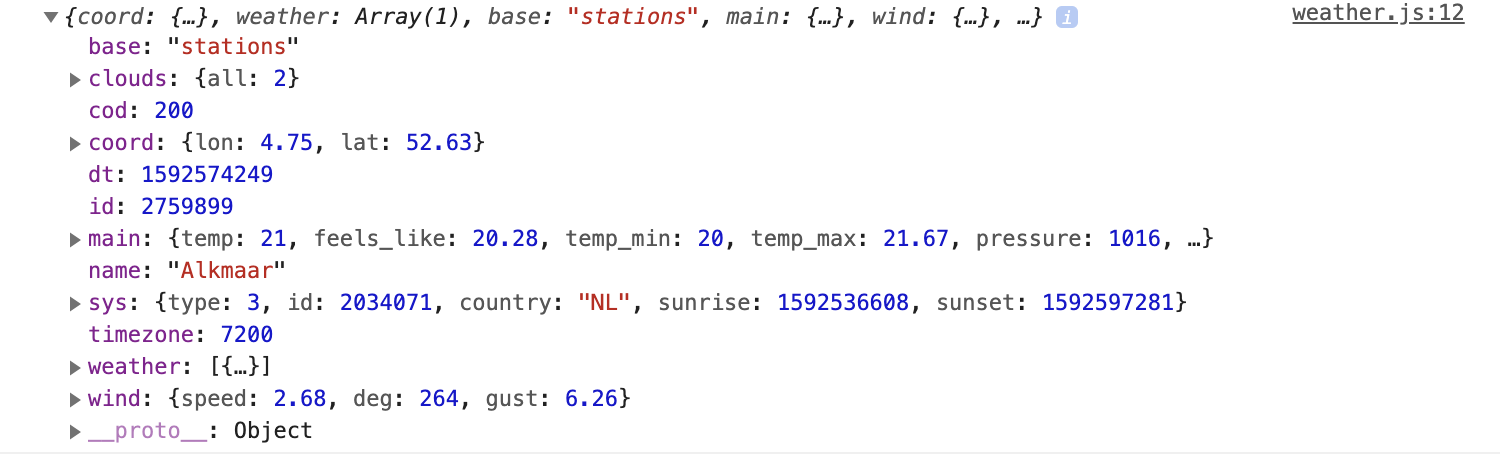 ▼{coord: {…}, weather: Array(1), base: "stations", main: {…}, wind: {…}, …} i weather.js:12
base: "stations"
▶clouds: {all: 2}
cod: 200
▶coord: {lon: 4.75, lat: 52.63}
dt: 1592574249
id: 2759899
▶main: {temp: 21, feels_like: 20.28, temp_min: 20, temp_max: 21.67, pressure: 1016, …}
name: "Alkmaar"
▶sys: {type: 3, id: 2034071, country: "NL", sunrise: 1592536608, sunset: 1592597281}
timezone: 7200
▶weather: [{…}]
▶wind: {speed: 2.68, deg: 264, gust: 6.26}
▶__proto__: Object